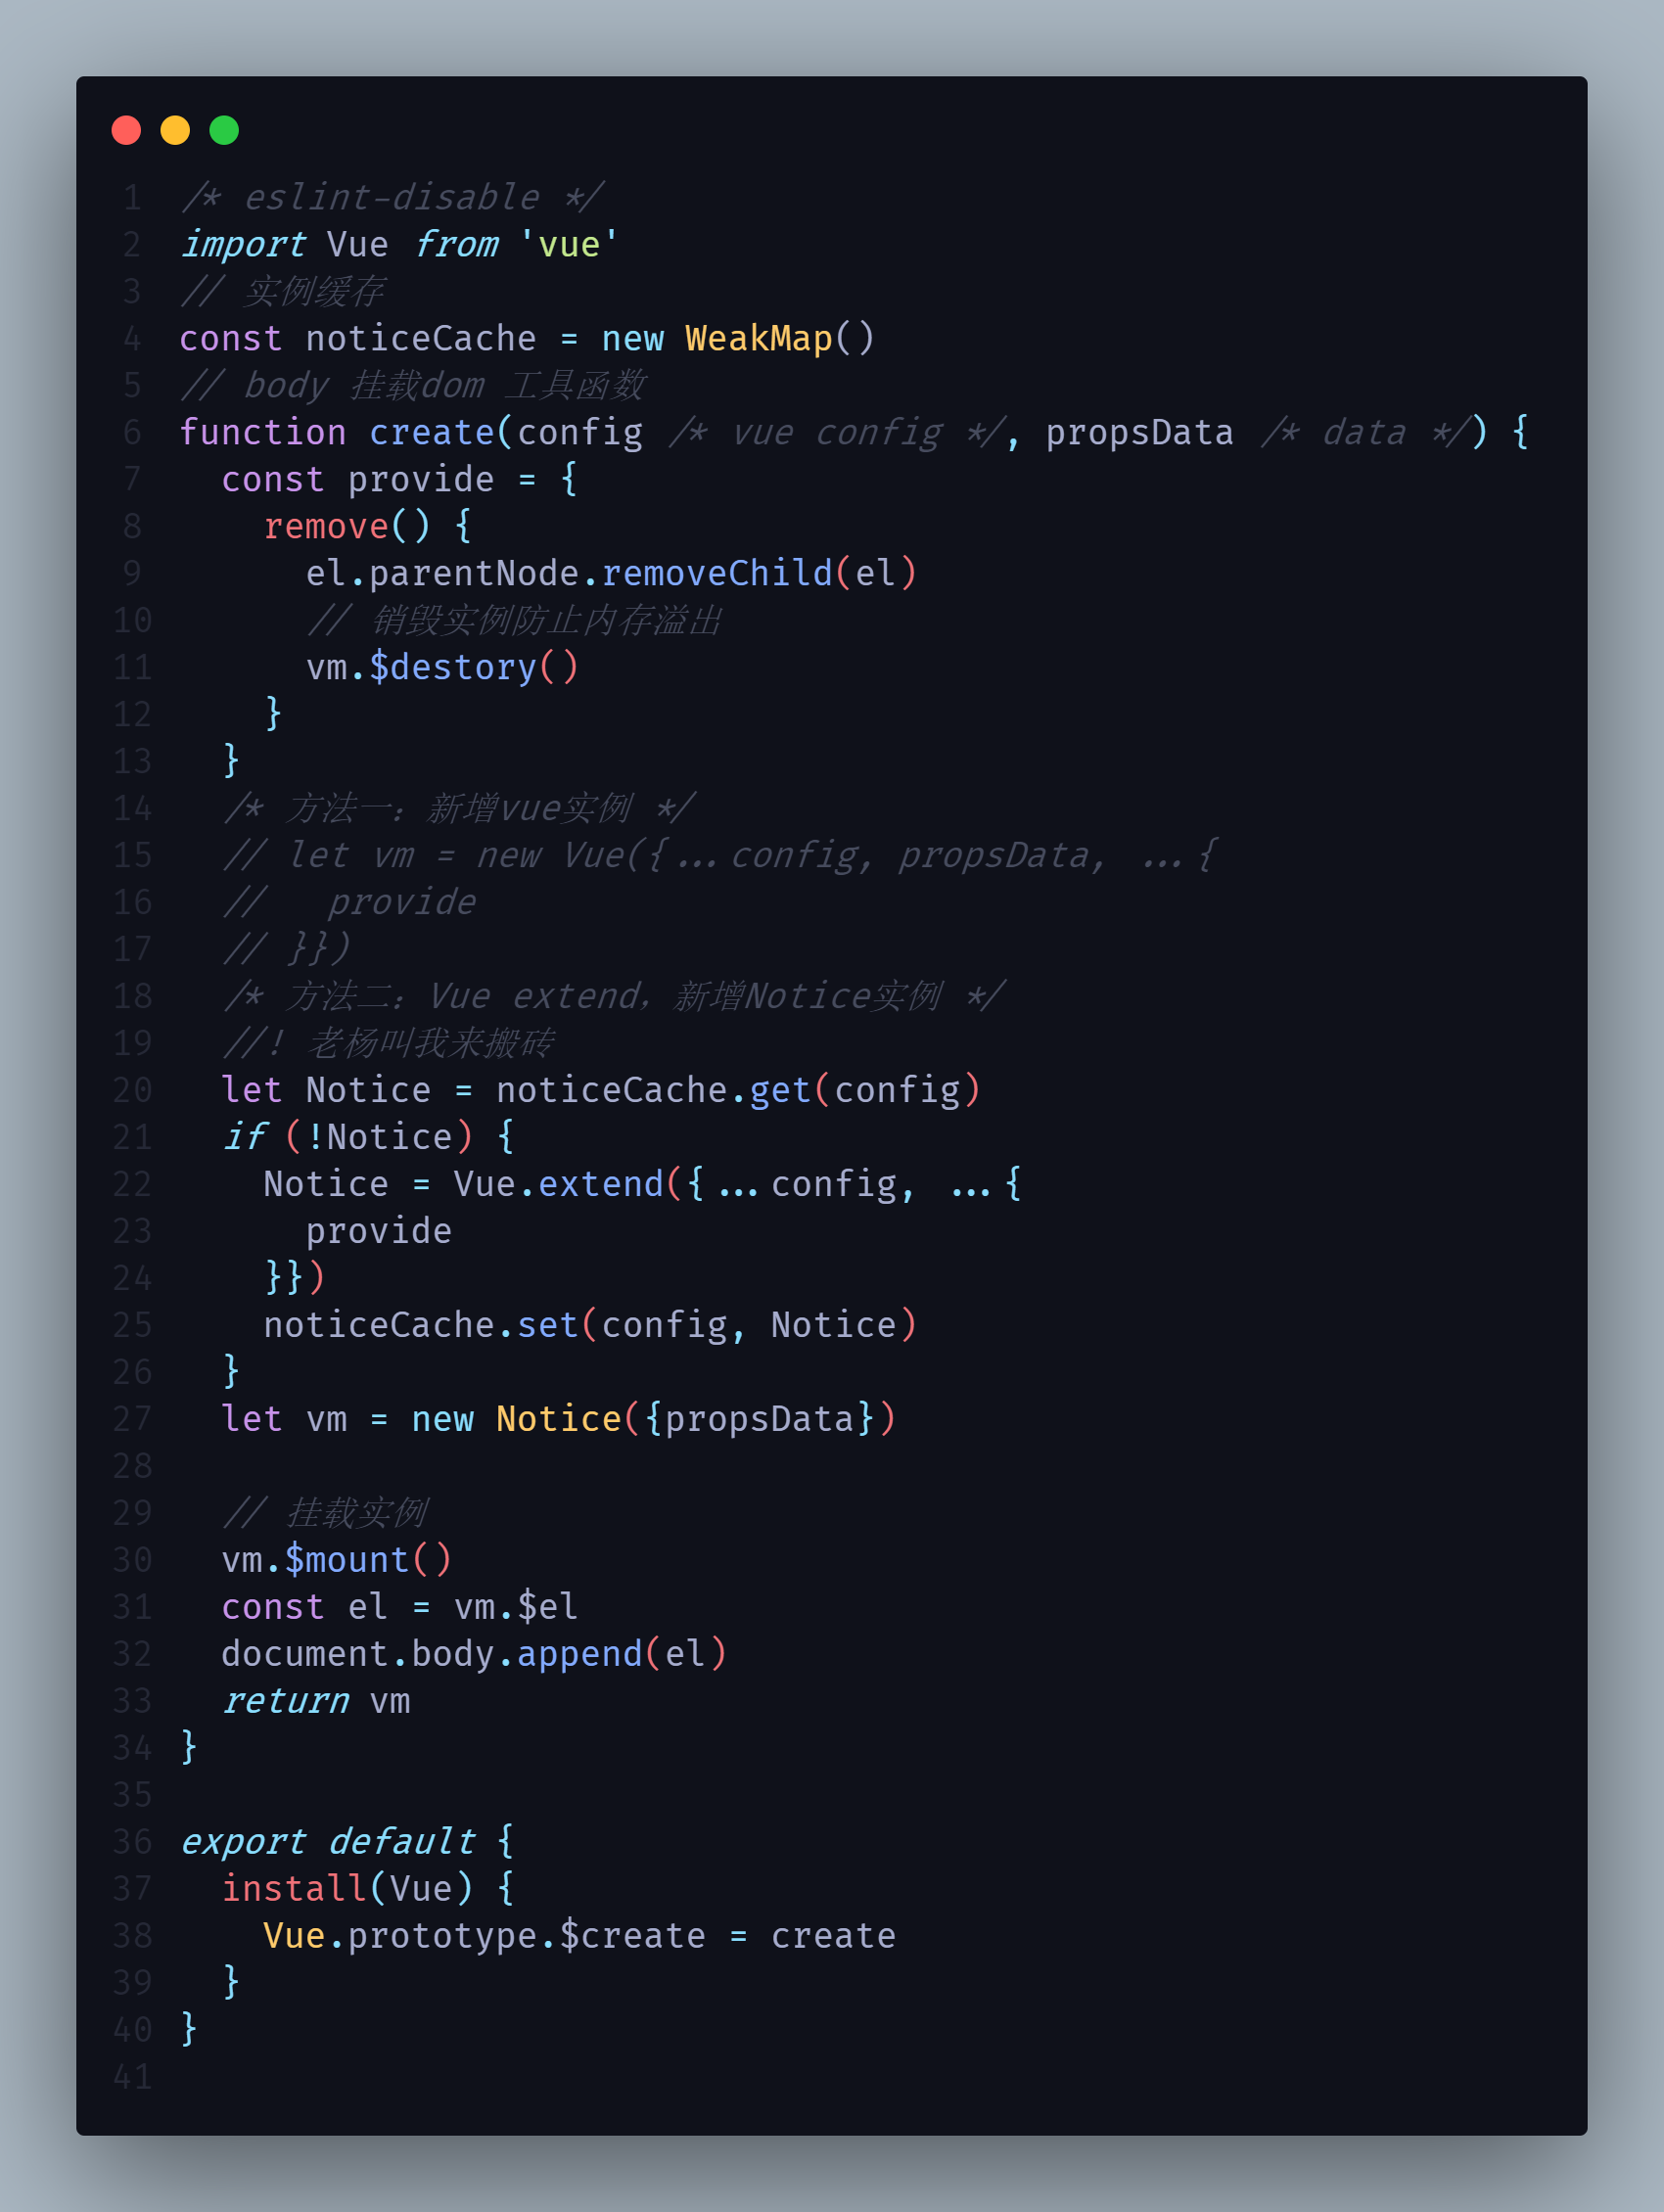 1 /* eslint-disable */
2 import Vue from 'vue'
3 // 实例缓存
4 const noticeCache = new WeakMap()
5 // body 挂载dom 工具函数
6 function create(config /* vue config */, propsData /* data */) {
7   const provide = {
8     remove() {
9       el.parentNode.removeChild(el)
10       // 销毁实例防止内存溢出
11       vm.$destory()
12     }
13   }
14   /* 方法一：新增vue实例 */
15   // let vm = new Vue({...config, propsData, ...{
16   //   provide
17   // }})
18   /* 方法二：Vue extend，新增Notice实例 */
19   //! 老杨叫我来搬砖
20   let Notice = noticeCache.get(config)
21   if (!Notice) {
22     Notice = Vue.extend({...config, ...{
23       provide
24     }})
25     noticeCache.set(config, Notice)
26   }
27   let vm = new Notice({propsData})
28
29   // 挂载实例
30   vm.$mount()
31   const el = vm.$el
32   document.body.append(el)
33   return vm
34 }
35
36 export default {
37   install(Vue) {
38     Vue.prototype.$create = create
39   }
40 }
41